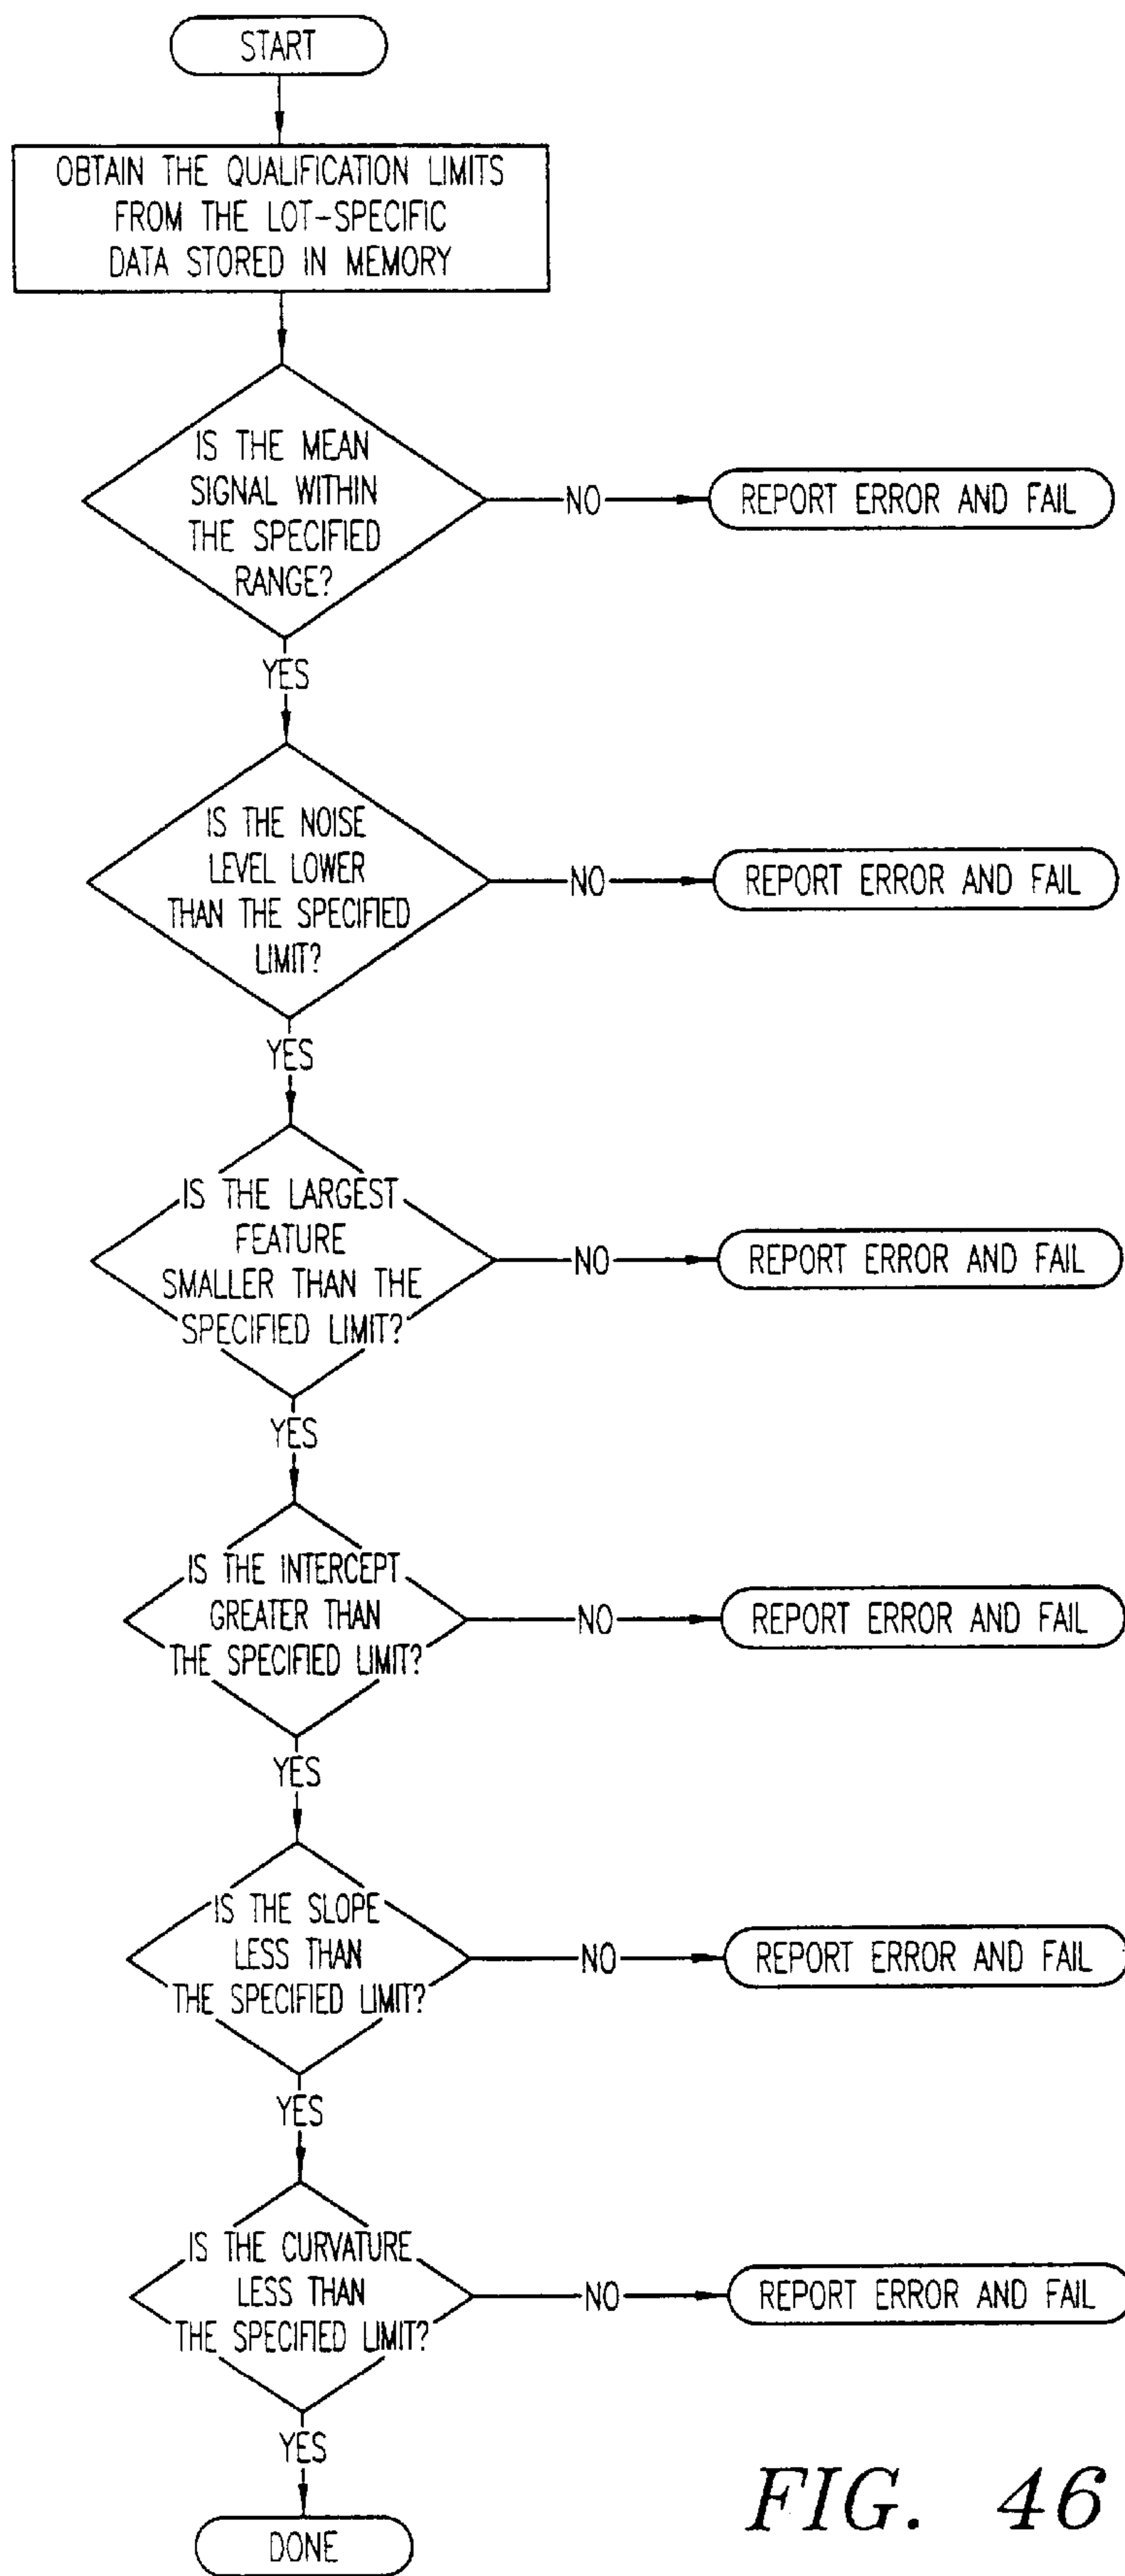 START
OBTAIN THE QUALIFICATION LIMITS
FROM THE LOT-SPECIFIC
DATA STORED IN MEMORY
IS THE MEAN
SIGNAL WITHIN
THE SPECIFIED
RANGE?
NO
REPORT ERROR AND FAIL
YES
IS THE NOISE
LEVEL LOWER
THAN THE SPECIFIED
LIMIT?
NO
REPORT ERROR AND FAIL
YES
IS THE LARGEST
FEATURE
SMALLER THAN THE
SPECIFIED LIMIT?
NO
REPORT ERROR AND FAIL
YES
IS THE INTERCEPT
GREATER THAN
THE SPECIFIED LIMIT?
NO
REPORT ERROR AND FAIL
YES
IS THE SLOPE
LESS THAN
THE SPECIFIED LIMIT?
NO
REPORT ERROR AND FAIL
YES
IS THE CURVATURE
LESS THAN
THE SPECIFIED LIMIT?
NO
REPORT ERROR AND FAIL
YES
DONE
FIG. 46